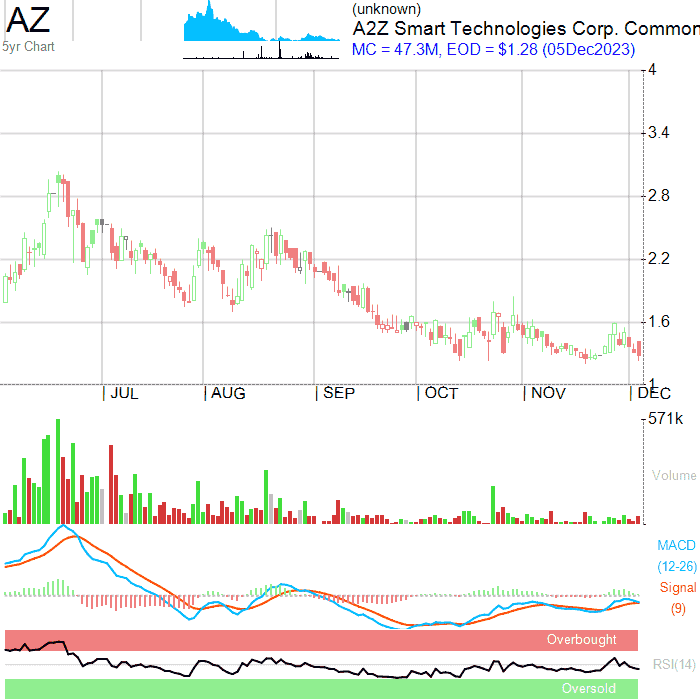 AZ
5yr Chart
(unknown)
A2Z Smart Technologies Corp. Common
MC = 47.3M, EOD = $1.28 (05Dec2023)
4
3.4
2.8
2.2
1.6
1
| JUL | AUG | SEP | OCT | NOV | DEC
571k
Volume
MACD
(12-26)
Signal
(9)
Overbought
RSI(14)
Oversold